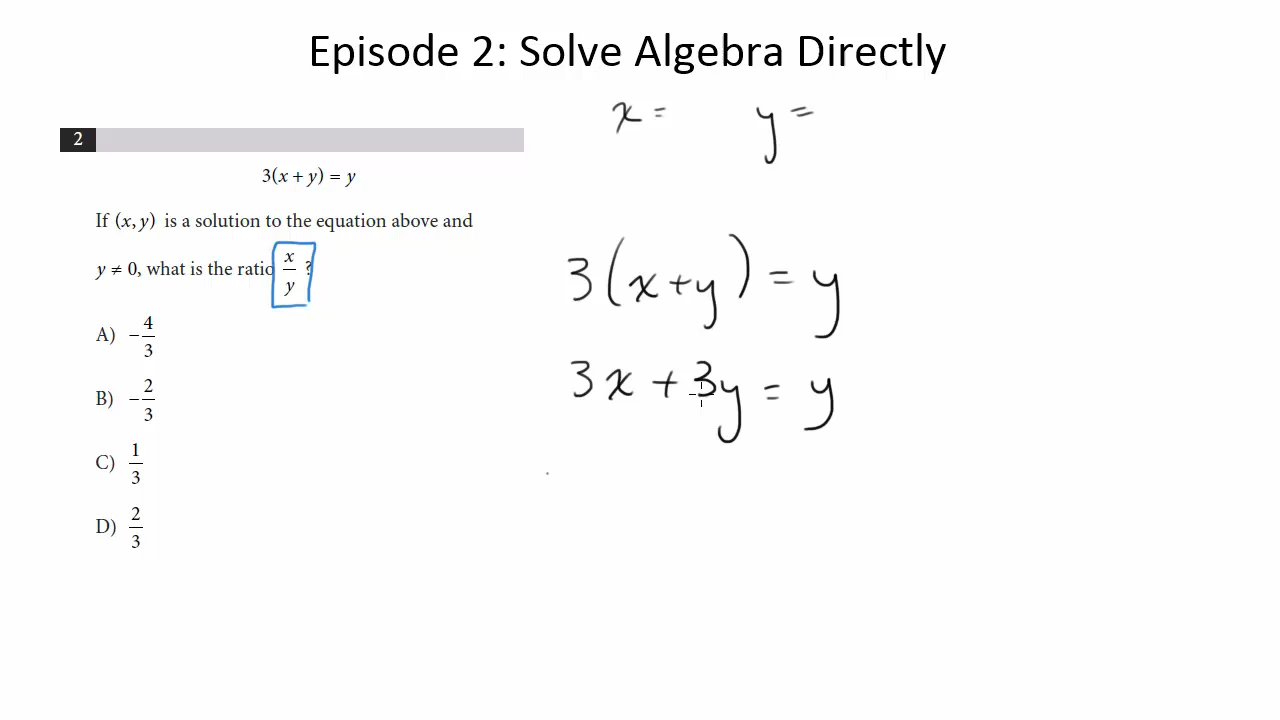 Episode 2: Solve Algebra Directly
x = y =
2
3(x + y) = y
If (x, y) is a solution to the equation above and
y ≠ 0, what is the ratio x/y ?
A) -4/3
B) -2/3
C) 1/3
D) 2/3
3(x+y) = y
3x + 3y = y